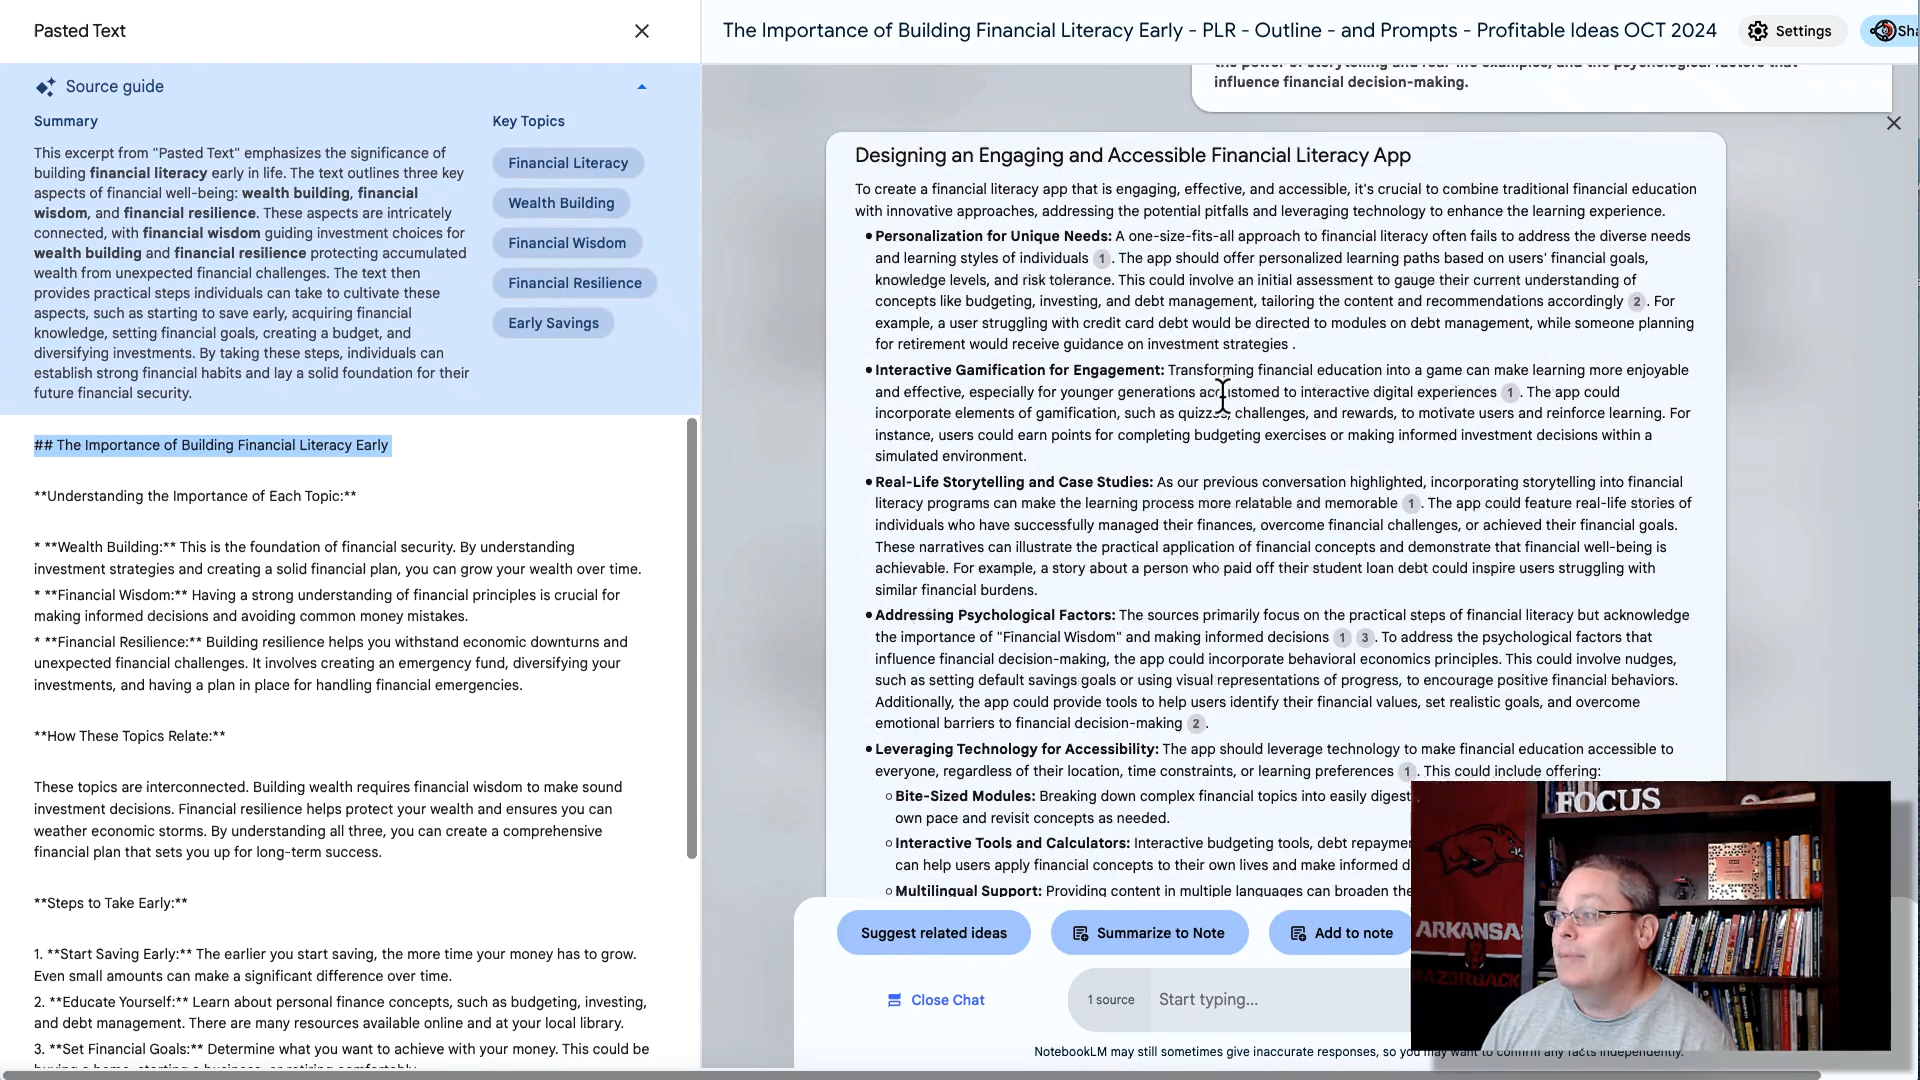 Pasted Text
The Importance of Building Financial Literacy Early - PLR - Outline - and Prompts - Profitable Ideas OCT 2024
Settings
Source guide
Summary
This excerpt from "Pasted Text" emphasizes the significance of
building financial literacy early in life. The text outlines three key
aspects of financial well-being: wealth building, financial
wisdom, and financial resilience. These aspects are intricately
connected, with financial wisdom guiding investment choices for
wealth building and financial resilience protecting accumulated
wealth from unexpected financial challenges. The text then
provides practical steps individuals can take to cultivate these
aspects, such as starting to save early, acquiring financial
knowledge, setting financial goals, creating a budget, and
diversifying investments. By taking these steps, individuals can
establish strong financial habits and lay a solid foundation for their
future financial security.
Key Topics
Financial Literacy
Wealth Building
Financial Wisdom
Financial Resilience
Early Savings
## The Importance of Building Financial Literacy Early
**Understanding the Importance of Each Topic:**
* **Wealth Building:** This is the foundation of financial security. By understanding
investment strategies and creating a solid financial plan, you can grow your wealth over time.
* **Financial Wisdom:** Having a strong understanding of financial principles is crucial for
making informed decisions and avoiding common money mistakes.
* **Financial Resilience:** Building resilience helps you withstand economic downturns and
unexpected financial challenges. It involves creating an emergency fund, diversifying your
investments, and having a plan in place for handling financial emergencies.
**How These Topics Relate:**
These topics are interconnected. Building wealth requires financial wisdom to make sound
investment decisions. Financial resilience helps protect your wealth and ensures you can
weather economic storms. By understanding all three, you can create a comprehensive
financial plan that sets you up for long-term success.
**Steps to Take Early:**
1. **Start Saving Early:** The earlier you start saving, the more time your money has to grow.
Even small amounts can make a significant difference over time.
2. **Educate Yourself:** Learn about personal finance concepts, such as budgeting, investing,
and debt management. There are many resources available online and at your local library.
3. **Set Financial Goals:** Determine what you want to achieve with your money. This could be
influence financial decision-making.
Designing an Engaging and Accessible Financial Literacy App
To create a financial literacy app that is engaging, effective, and accessible, it's crucial to combine traditional financial education
with innovative approaches, addressing the potential pitfalls and leveraging technology to enhance the learning experience.
• Personalization for Unique Needs: A one-size-fits-all approach to financial literacy often fails to address the diverse needs
and learning styles of individuals 1 . The app should offer personalized learning paths based on users' financial goals,
knowledge levels, and risk tolerance. This could involve an initial assessment to gauge their current understanding of
concepts like budgeting, investing, and debt management, tailoring the content and recommendations accordingly 2 . For
example, a user struggling with credit card debt would be directed to modules on debt management, while someone planning
for retirement would receive guidance on investment strategies .
• Interactive Gamification for Engagement: Transforming financial education into a game can make learning more enjoyable
and effective, especially for younger generations accustomed to interactive digital experiences 1 . The app could
incorporate elements of gamification, such as quizzes, challenges, and rewards, to motivate users and reinforce learning. For
instance, users could earn points for completing budgeting exercises or making informed investment decisions within a
simulated environment.
• Real-Life Storytelling and Case Studies: As our previous conversation highlighted, incorporating storytelling into financial
literacy programs can make the learning process more relatable and memorable 1 . The app could feature real-life stories of
individuals who have successfully managed their finances, overcome financial challenges, or achieved their financial goals.
These narratives can illustrate the practical application of financial concepts and demonstrate that financial well-being is
achievable. For example, a story about a person who paid off their student loan debt could inspire users struggling with
similar financial burdens.
• Addressing Psychological Factors: The sources primarily focus on the practical steps of financial literacy but acknowledge
the importance of "Financial Wisdom" and making informed decisions 1 3 . To address the psychological factors that
influence financial decision-making, the app could incorporate behavioral economics principles. This could involve nudges,
such as setting default savings goals or using visual representations of progress, to encourage positive financial behaviors.
Additionally, the app could provide tools to help users identify their financial values, set realistic goals, and overcome
emotional barriers to financial decision-making 2 .
• Leveraging Technology for Accessibility: The app should leverage technology to make financial education accessible to
everyone, regardless of their location, time constraints, or learning preferences 1 . This could include offering:
○ Bite-Sized Modules: Breaking down complex financial topics into easily
own pace and revisit concepts as needed.
○ Interactive Tools and Calculators: Interactive budgeting tools, debt
can help users apply financial concepts to their own lives and make informed
○ Multilingual Support: Providing content in multiple languages can broaden
Suggest related ideas
Summarize to Note
Add to note
Close Chat
1 source
Start typing...
NotebookLM may still sometimes give inaccurate responses, so you may want to confirm any facts independently.
FOCUS
ARKANSA
RAZORBACK